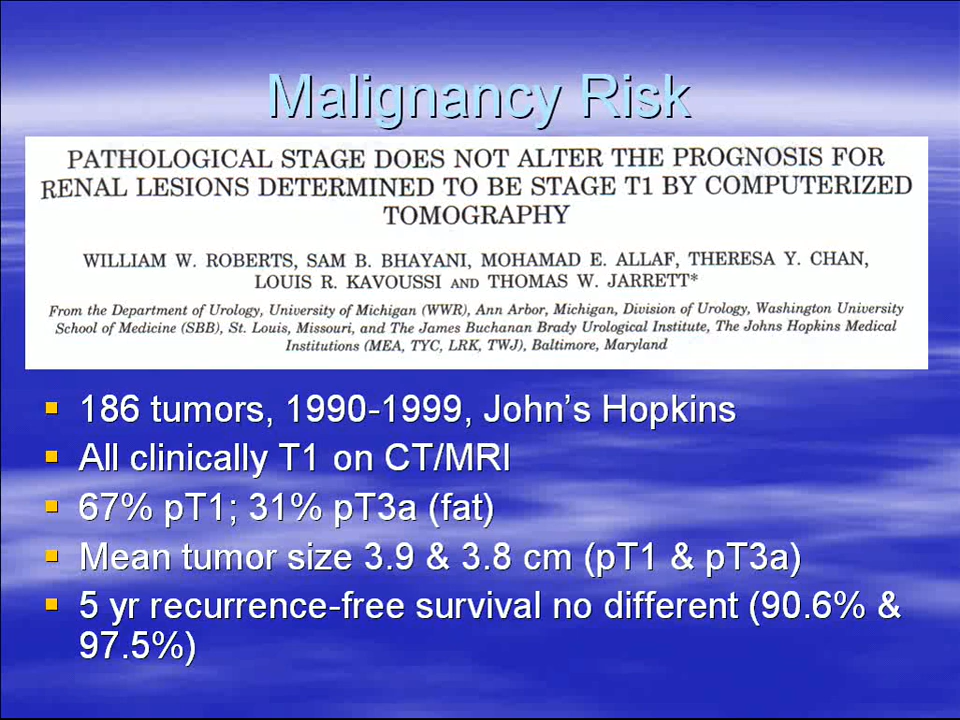 Malignancy Risk
PATHOLOGICAL STAGE DOES NOT ALTER THE PROGNOSIS FOR
RENAL LESIONS DETERMINED TO BE STAGE T1 BY COMPUTERIZED
TOMOGRAPHY
WILLIAM W. ROBERTS, SAM B. BHAYANI, MOHAMAD E. ALLAF, THERESA Y. CHAN,
LOUIS R. KAVOUSSI AND THOMAS W. JARRETT*
From the Department of Urology, University of Michigan (WWR), Ann Arbor, Michigan, Division of Urology, Washington University
School of Medicine (SBB), St. Louis, Missouri, and The James Buchanan Brady Urological Institute, The Johns Hopkins Medical
Institutions (MEA, TYC, LRK, TWJ), Baltimore, Maryland
▪ 186 tumors, 1990-1999, John's Hopkins
▪ All clinically T1 on CT/MRI
▪ 67% pT1; 31% pT3a (fat)
▪ Mean tumor size 3.9 & 3.8 cm (pT1 & pT3a)
▪ 5 yr recurrence-free survival no different (90.6% &
97.5%)